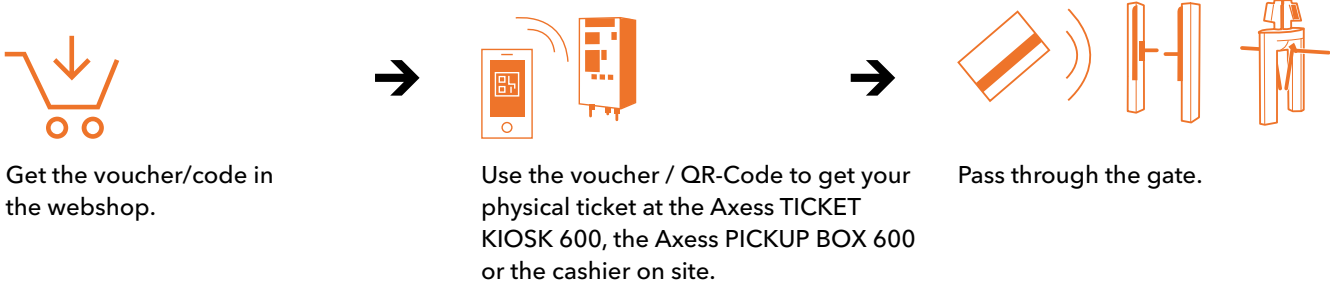 Get the voucher/code in
the webshop.
Use the voucher / QR-Code to get your
physical ticket at the Axess TICKET
KIOSK 600, the Axess PICKUP BOX 600
or the cashier on site.
Pass through the gate.